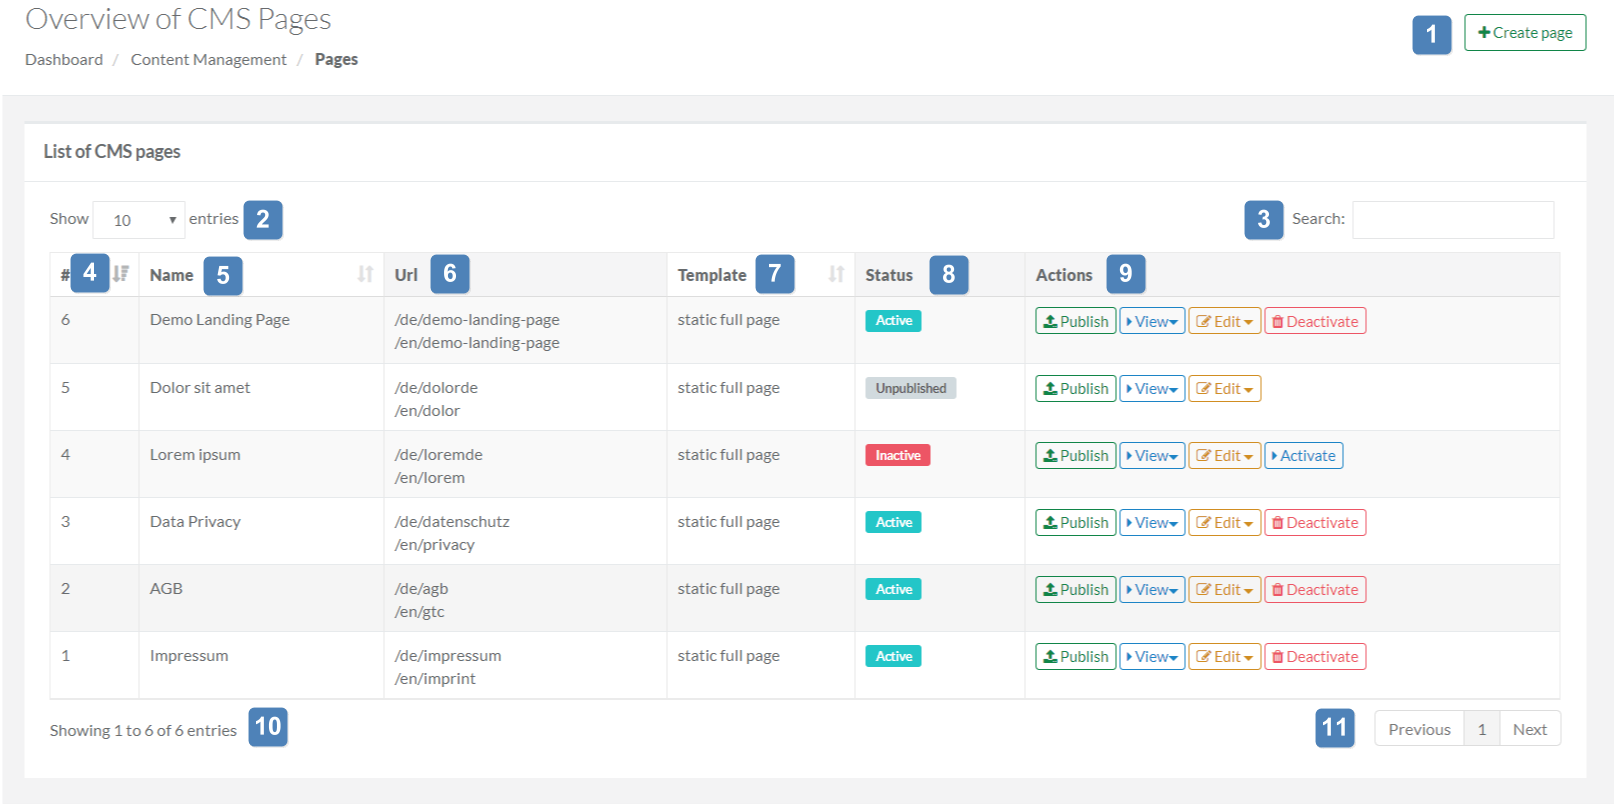 Overview of CMS Pages
1 Create page
Dashboard / Content Management / Pages
List of CMS pages
Show 10 entries 2 3 Search:
# 4 Name 5 Url 6 Template 7 Status 8 Actions 9
6 Demo Landing Page /de/demo-landing-page static full page Active Publish View Edit Deactivate
/en/demo-landing-page
5 Dolor sit amet /de/dolorde static full page Unpublished Publish View Edit
/en/dolor
4 Lorem ipsum /de/loremde static full page Inactive Publish View Edit Activate
/en/lorem
3 Data Privacy /de/datenschutz static full page Active Publish View Edit Deactivate
/en/privacy
2 AGB /de/agb static full page Active Publish View Edit Deactivate
/en/gtc
1 Impressum /de/impressum static full page Active Publish View Edit Deactivate
/en/imprint
Showing 1 to 6 of 6 entries 10 11 Previous 1 Next